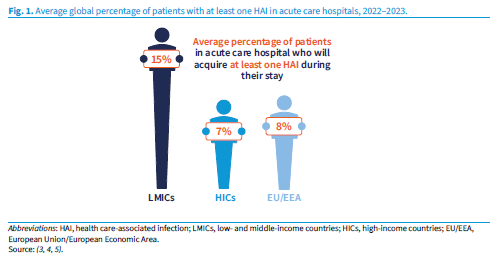 Fig. 1. Average global percentage of patients with at least one HAI in acute care hospitals, 2022–2023.
Average percentage of patients
in acute care hospital who will
acquire at least one HAI during
their stay
15%
7%
8%
LMICs
HICs
EU/EEA
Abbreviations: HAI, health care-associated infection; LMICs, low- and middle-income countries; HICs, high-income countries; EU/EEA,
European Union/European Economic Area.
Source: (3, 4, 5).